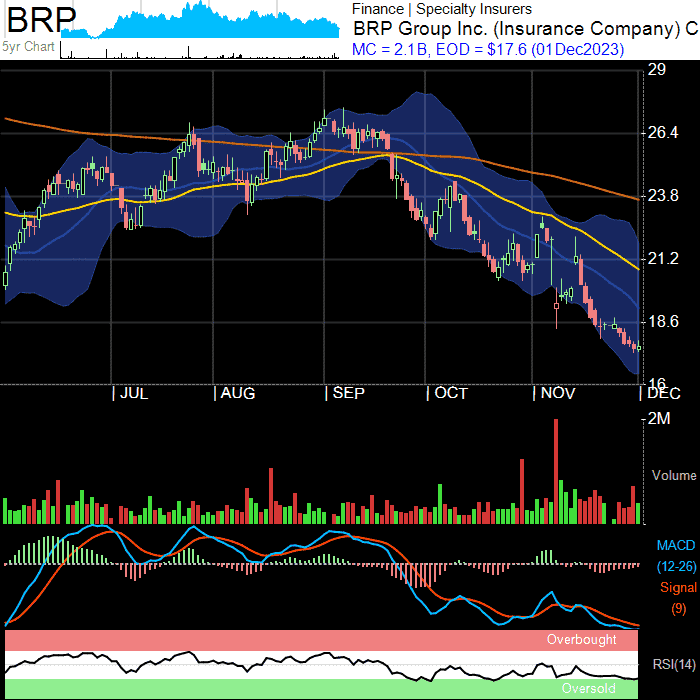 BRP
5yr Chart
Finance | Specialty Insurers
BRP Group Inc. (Insurance Company) C
MC = 2.1B, EOD = $17.6 (01Dec2023)
29
26.4
23.8
21.2
18.6
16
JUL
AUG
SEP
OCT
NOV
DEC
2M
Volume
MACD
(12-26)
Signal
(9)
Overbought
RSI(14)
Oversold